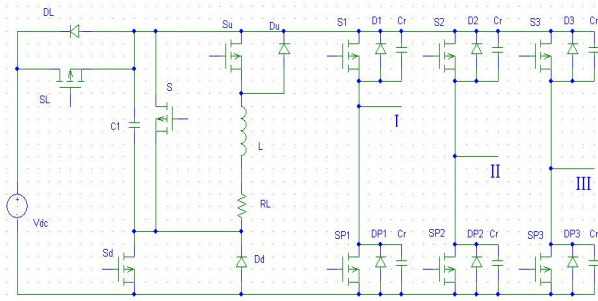 DL
Su
Du
S1
D1
Cr
S2
D2
Cr
S3
D3
Cr
SL
C1
S
L
RL
I
II
III
Vdc
Sd
Dd
SP1
DP1
Cr
SP2
DP2
Cr
SP3
DP3
Cr